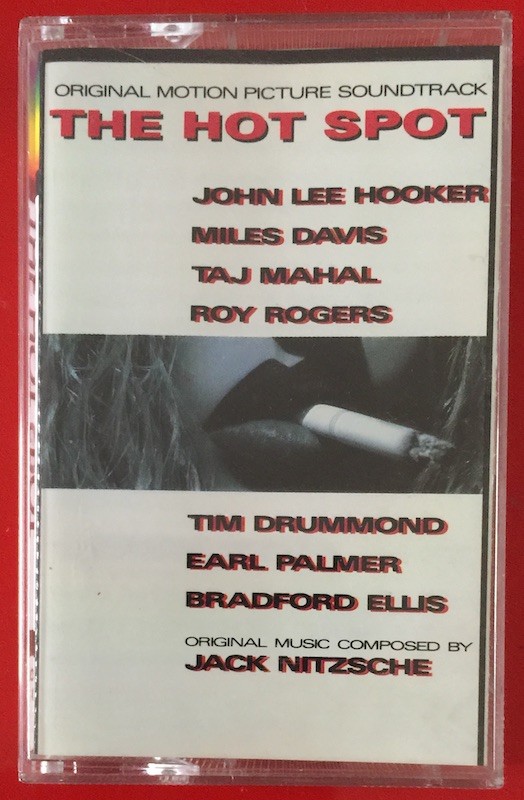 ORIGINAL MOTION PICTURE SOUNDTRACK
THE HOT SPOT
JOHN LEE HOOKER
MILES DAVIS
TAJ MAHAL
ROY ROGERS
TIM DRUMMOND
EARL PALMER
BRADFORD ELLIS
ORIGINAL MUSIC COMPOSED BY
JACK NITZSCHE